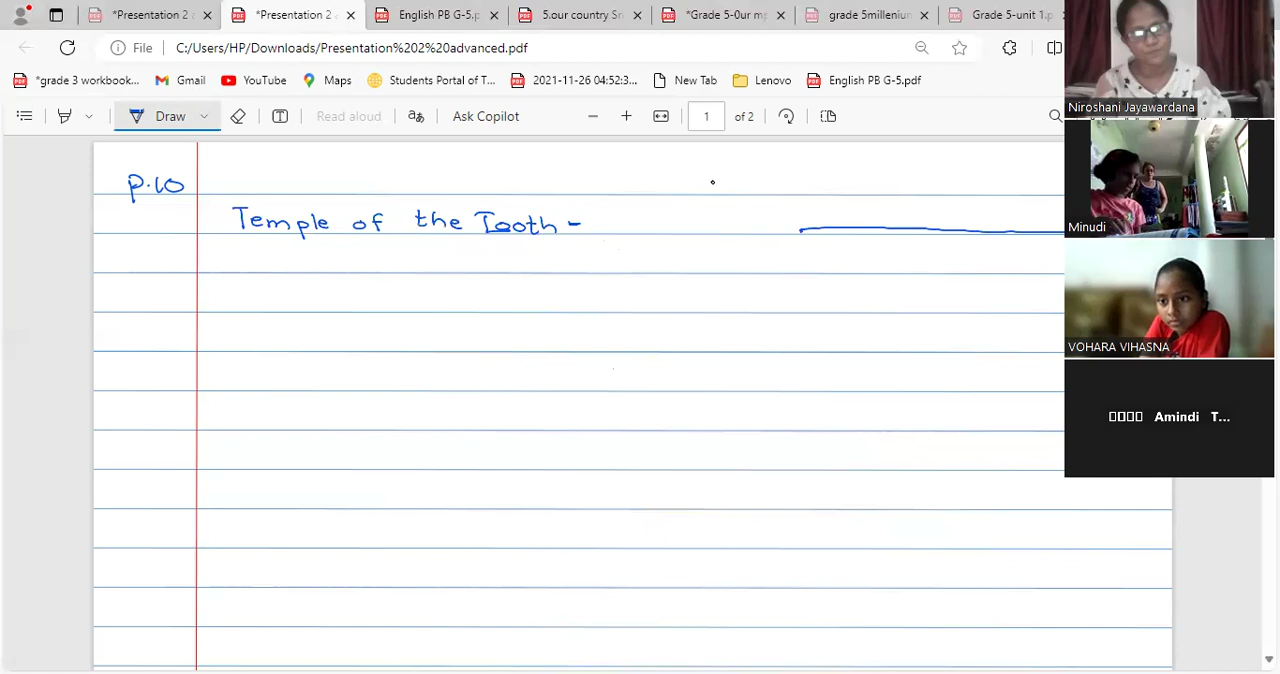 *Presentation 2 a
*Presentation 2 a
English PB G-5.p
5.our country Sr
*Grade 5-0ur m
grade 5milleniu
Grade 5-unit 1.p
File
C:/Users/HP/Downloads/Presentation%202%20advanced.pdf
*grade 3 workbook...
Gmail
YouTube
Maps
Students Portal of T...
2021-11-26 04:52:3...
New Tab
Lenovo
English PB G-5.pdf
Draw
Read aloud
Ask Copilot
1
of 2
Niroshani Jayawardana
Minudi
VOHARA VIHASNA
Amindi T...
P.10
Temple of the Tooth -